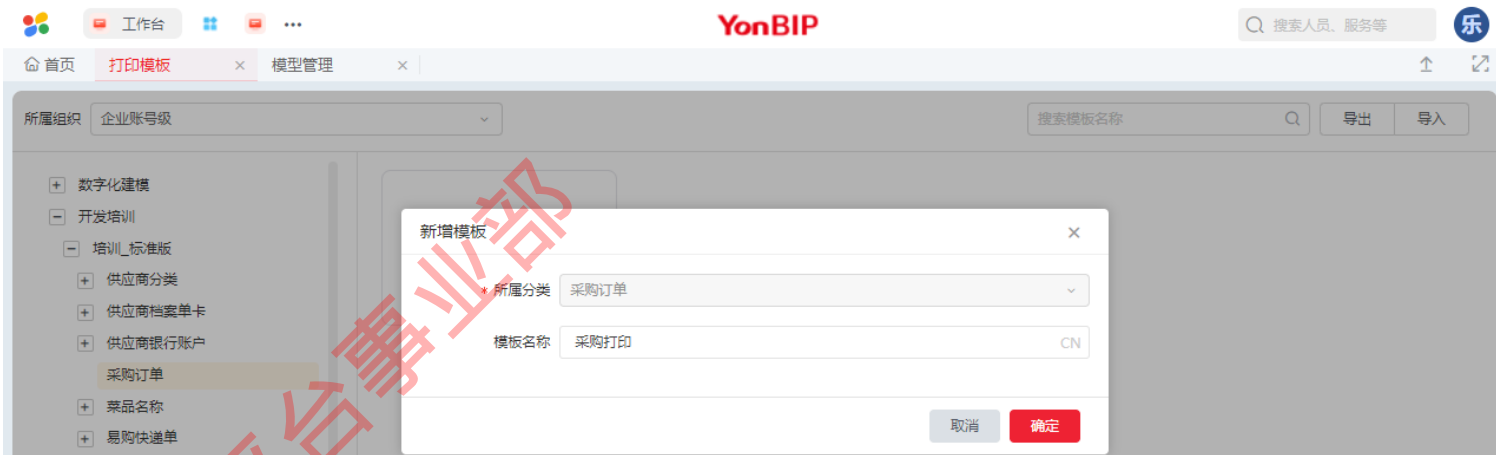 工作台
YonBIP
搜索人员、服务等
乐
首页 打印模板 模型管理
所属组织 企业账号级 搜索模板名称 导出 导入
数字化建模
开发培训
新增模板
培训_标准版
供应商分类
* 所属分类 采购订单
供应商档案单卡
供应商银行账户
模板名称 采购打印 CN
采购订单
菜品名称
取消 确定
易购快递单
台事业部